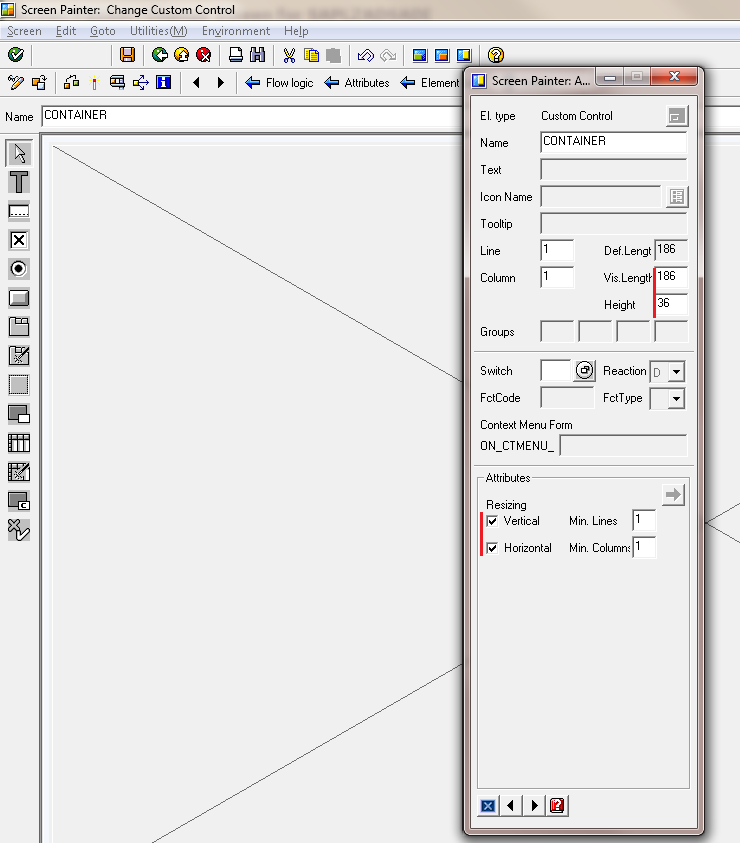 Screen Painter: Change Custom Control
Screen Edit Goto Utilities(M) Environment Help
Flow logic Attributes Element
Name CONTAINER
Screen Painter: A...
El. type Custom Control
Name CONTAINER
Text
Icon Name
Tooltip
Line 1 Def.Lengt 186
Column 1 Vis.Length 186
Height 36
Groups
Switch Reaction D
FctCode FctType
Context Menu Form
ON_CTMENU_
Attributes
Resizing
Vertical Min. Lines 1
Horizontal Min. Columns 1